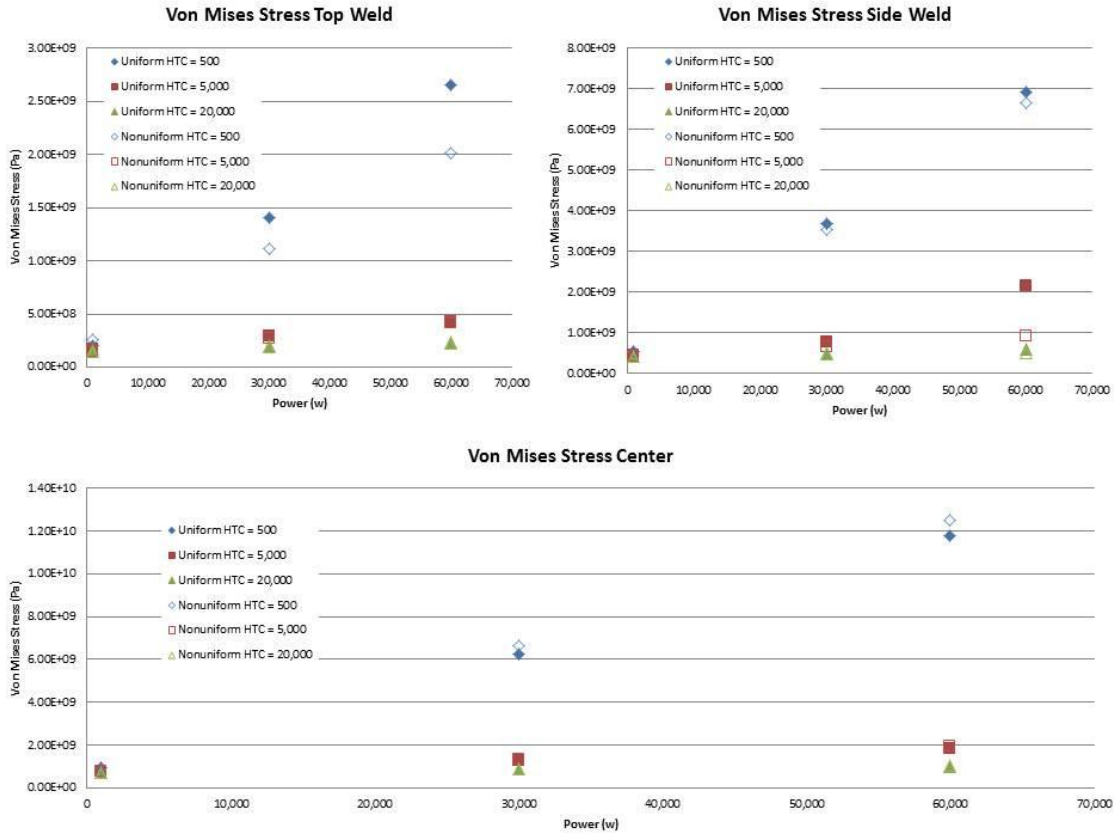 Von Mises Stress Top Weld
3.00E+09
2.50E+09
2.00E+09
1.50E+09
1.00E+09
5.00E+08
0.00E+00
Von Mises Stress (Pa)
Uniform HTC = 500
Uniform HTC = 5,000
Uniform HTC = 20,000
Nonuniform HTC = 500
Nonuniform HTC = 5,000
Nonuniform HTC = 20,000
0 10,000 20,000 30,000 40,000 50,000 60,000 70,000
Power (w)
Von Mises Stress Side Weld
8.00E+09
7.00E+09
6.00E+09
5.00E+09
4.00E+09
3.00E+09
2.00E+09
1.00E+09
0.00E+00
Von Mises Stress (Pa)
Uniform HTC = 500
Uniform HTC = 5,000
Uniform HTC = 20,000
Nonuniform HTC = 500
Nonuniform HTC = 5,000
Nonuniform HTC = 20,000
0 10,000 20,000 30,000 40,000 50,000 60,000 70,000
Power (w)
Von Mises Stress Center
1.40E+10
1.20E+10
1.00E+10
8.00E+09
6.00E+09
4.00E+09
2.00E+09
0.00E+00
Von Mises Stress (Pa)
Uniform HTC = 500
Uniform HTC = 5,000
Uniform HTC = 20,000
Nonuniform HTC = 500
Nonuniform HTC = 5,000
Nonuniform HTC = 20,000
0 10,000 20,000 30,000 40,000 50,000 60,000 70,000
Power (w)